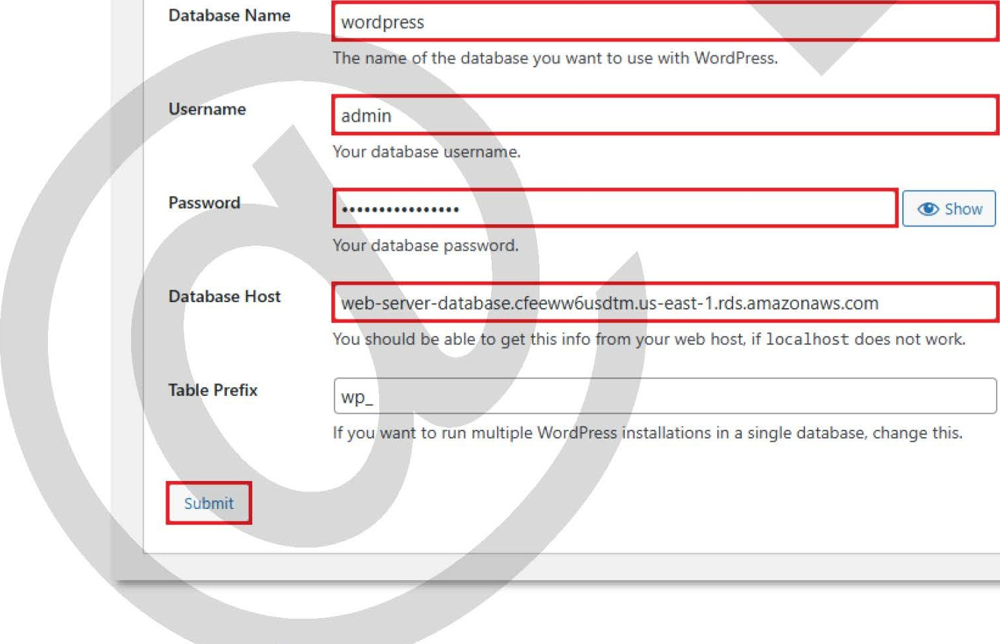 Database Name
wordpress
The name of the database you want to use with WordPress.
Username
admin
Your database username.
Password
••••••••••••••••
Show
Your database password.
Database Host
web-server-database.cfeeww6usdtm.us-east-1.rds.amazonaws.com
You should be able to get this info from your web host, if localhost does not work.
Table Prefix
wp_
If you want to run multiple WordPress installations in a single database, change this.
Submit